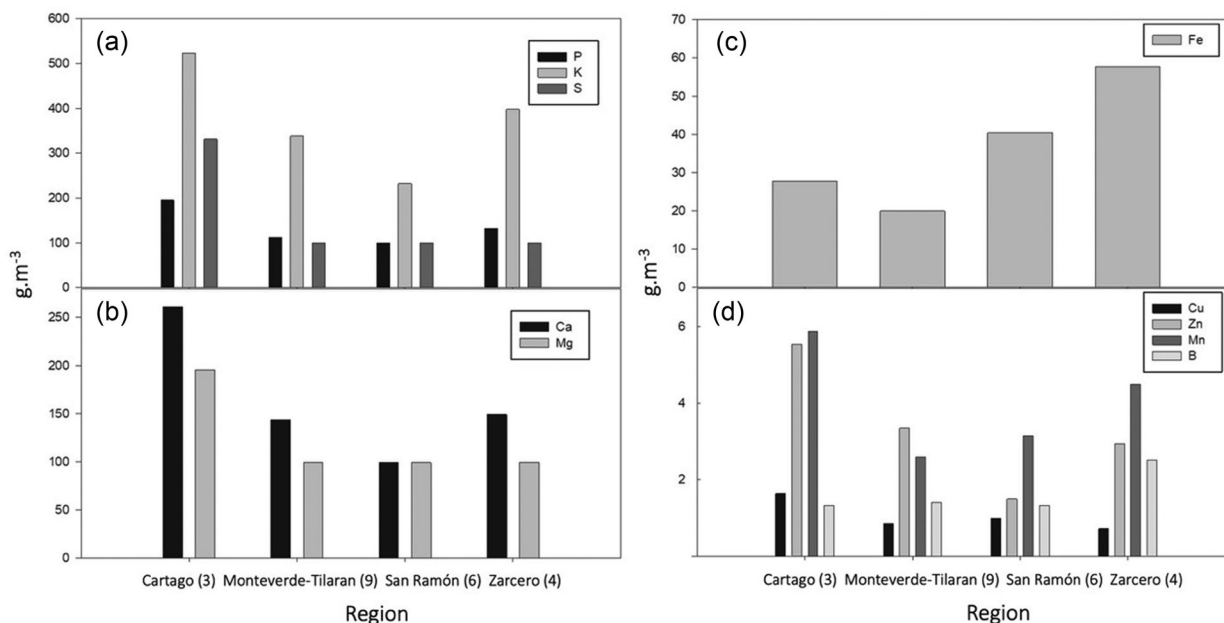 (a)
P
K
S
600
500
400
300
200
100
0
g.m-3
(b)
Ca
Mg
250
200
150
100
50
0
Cartago (3) Monteverde-Tilaran (9) San Ramón (6) Zarcero (4)
Region
(c)
Fe
70
60
50
40
30
20
10
0
g.m-3
(d)
Cu
Zn
Mn
B
6
4
2
Cartago (3) Monteverde-Tilaran (9) San Ramón (6) Zarcero (4)
Region